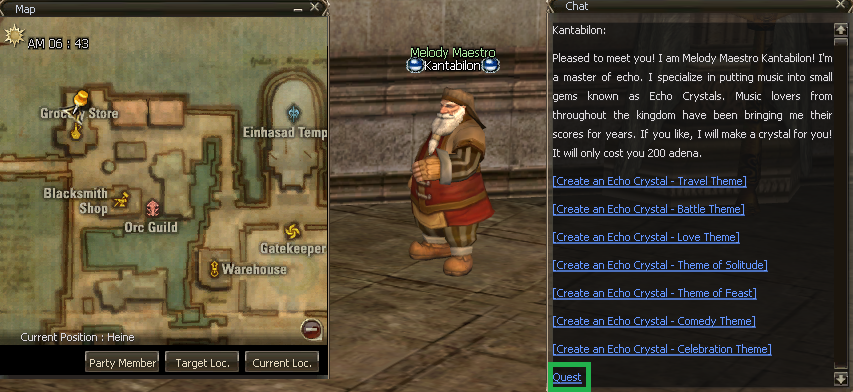 Map
AM 06 : 43
Grocery Store
Einhasad Temp
Blacksmith
Shop
Orc Guild
Gatekeeper
Warehouse
Current Position : Heine
Party Member
Target Loc.
Current Loc.
Melody Maestro
Kantabilon
Chat
Kantabilon:
Pleased to meet you! I am Melody Maestro Kantabilon! I'm
a master of echo. I specialize in putting music into small
gems known as Echo Crystals. Music lovers from
throughout the kingdom have been bringing me their
scores for years. If you like, I will make a crystal for you!
It will only cost you 200 adena.
[Create an Echo Crystal - Travel Theme]
[Create an Echo Crystal - Battle Theme]
[Create an Echo Crystal - Love Theme]
[Create an Echo Crystal - Theme of Solitude]
[Create an Echo Crystal - Theme of Feast]
[Create an Echo Crystal - Comedy Theme]
[Create an Echo Crystal - Celebration Theme]
Quest